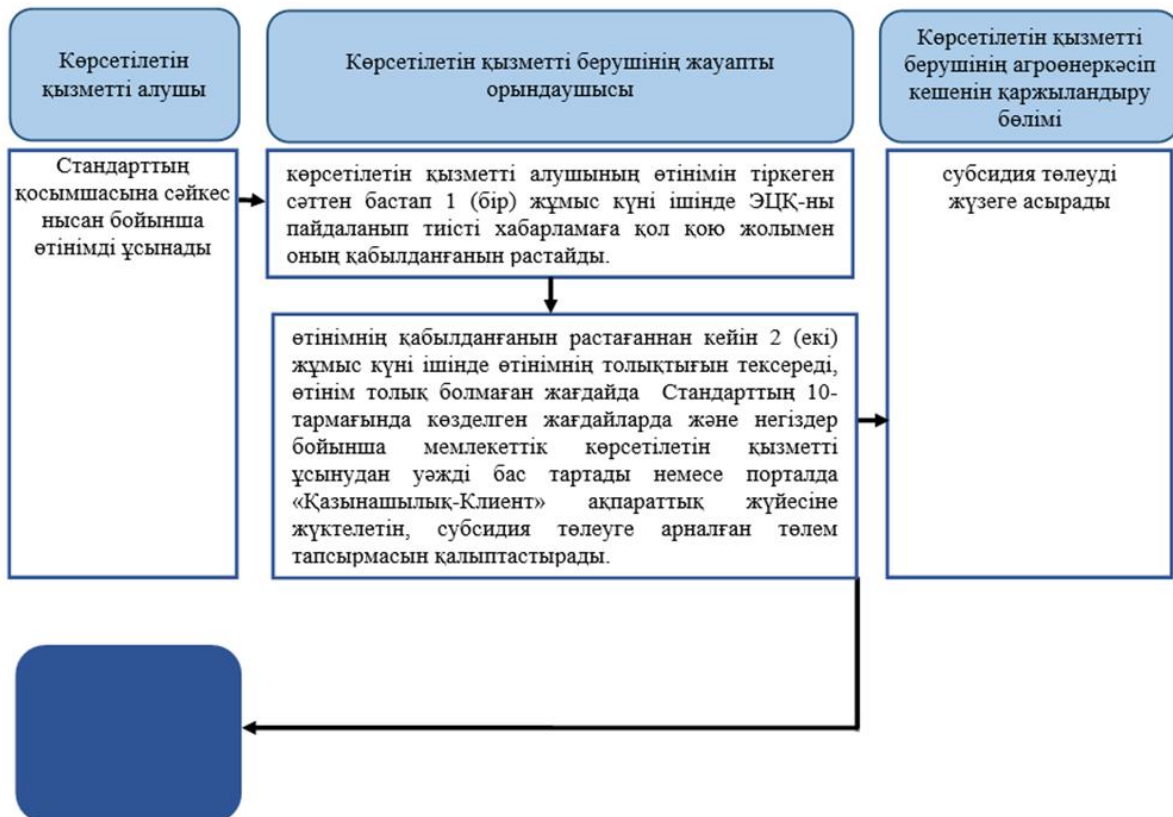 Көрсетілетін
қызметті алушы
Көрсетілетін қызметті берушінің жауапты
орындаушысы
Көрсетілетін қызметті
берушінің агроөнеркәсіп
кешенін қаржыландыру
бөлімі
Стандарттың
қосымшасына сәйкес
нысан бойынша
өтінімді ұсынады
көрсетілетін қызметті алушының өтінімін тіркеген
сәттен бастап 1 (бір) жұмыс күні ішінде ЭЦҚ-ны
пайдаланып тиісті хабарламаға қол қою жолымен
оның қабылданғанын растайды.
өтінімнің қабылданғанын растағаннан кейін 2 (екі)
жұмыс күні ішінде өтінімнің толықтығын тексереді,
өтінім толық болмаған жағдайда Стандарттың 10-
тармағында көзделген жағдайларда және негіздер
бойынша мемлекеттік көрсетілетін қызметті
ұсынудан уәжді бас тартады немесе порталда
«Қазынашылық-Клиент» ақпараттық жүйесіне
жүктелетін, субсидия төлеуге арналған төлем
тапсырмасын қалыптастырады.
субсидия төлеуді
жүзеге асырады